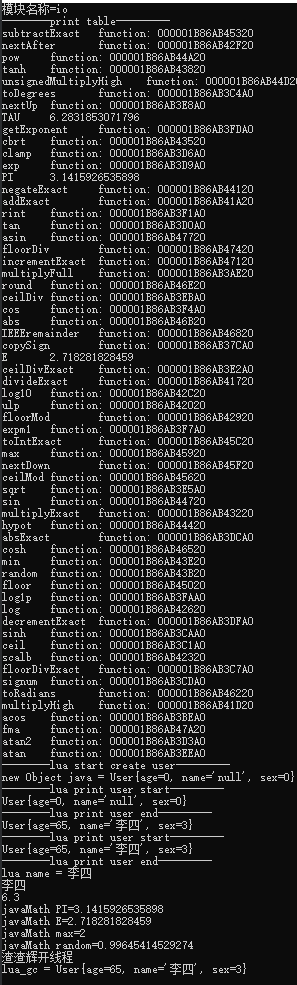 模块名称=io
----------print table----------
subtractExact function: 000001B86AB45320
nextAfter function: 000001B86AB42F20
pow function: 000001B86AB44A20
tanh function: 000001B86AB43820
unsignedMultiplyHigh function: 000001B86AB44D20
toDegrees function: 000001B86AB3C4A0
nextUp function: 000001B86AB3E8A0
TAU 6.2831853071796
getExponent function: 000001B86AB3FDA0
cbrt function: 000001B86AB43520
clamp function: 000001B86AB3D6A0
exp function: 000001B86AB3D9A0
PI 3.1415926535898
negateExact function: 000001B86AB44120
addExact function: 000001B86AB41A20
rint function: 000001B86AB3F1A0
tan function: 000001B86AB3D0A0
asin function: 000001B86AB47720
floorDiv function: 000001B86AB47420
incrementExact function: 000001B86AB47120
multiplyFull function: 000001B86AB3AE20
round function: 000001B86AB46E20
ceilDiv function: 000001B86AB3EBA0
cos function: 000001B86AB3F4A0
abs function: 000001B86AB46B20
IEEEremainder function: 000001B86AB46820
copySign function: 000001B86AB37CA0
E 2.718281828459
ceilDivExact function: 000001B86AB3E2A0
divideExact function: 000001B86AB41720
log10 function: 000001B86AB42C20
ulp function: 000001B86AB42020
floorMod function: 000001B86AB42920
expm1 function: 000001B86AB3F7A0
toIntExact function: 000001B86AB45C20
max function: 000001B86AB45920
nextDown function: 000001B86AB45F20
ceilMod function: 000001B86AB45620
sqrt function: 000001B86AB3E5A0
sin function: 000001B86AB44720
multiplyExact function: 000001B86AB43220
hypot function: 000001B86AB44420
absExact function: 000001B86AB3DCA0
cosh function: 000001B86AB46520
min function: 000001B86AB43E20
random function: 000001B86AB43B20
floor function: 000001B86AB45020
log1p function: 000001B86AB3FAA0
log function: 000001B86AB42620
decrementExact function: 000001B86AB3DFA0
sinh function: 000001B86AB3CAA0
ceil function: 000001B86AB3C1A0
scalb function: 000001B86AB42320
floorDivExact function: 000001B86AB3C7A0
signum function: 000001B86AB3CDA0
toRadians function: 000001B86AB46220
multiplyHigh function: 000001B86AB41D20
acos function: 000001B86AB3BEA0
fma function: 000001B86AB47A20
atan2 function: 000001B86AB3D3A0
atan function: 000001B86AB3EEA0
----------lua start create user----------
new Object java = User{age=0, name='null', sex=0}
----------lua print user start----------
User{age=0, name='null', sex=0}
----------lua print user end----------
User{age=65, name='李四', sex=3}
----------lua print user start----------
User{age=65, name='李四', sex=3}
----------lua print user end----------
lua name = 李四
李四
6.3
javaMath PI=3.1415926535898
javaMath E=2.718281828459
javaMath max=2
javaMath random=0.99645414529274
渣渣辉开线程
lua_gc = User{age=65, name='李四', sex=3}